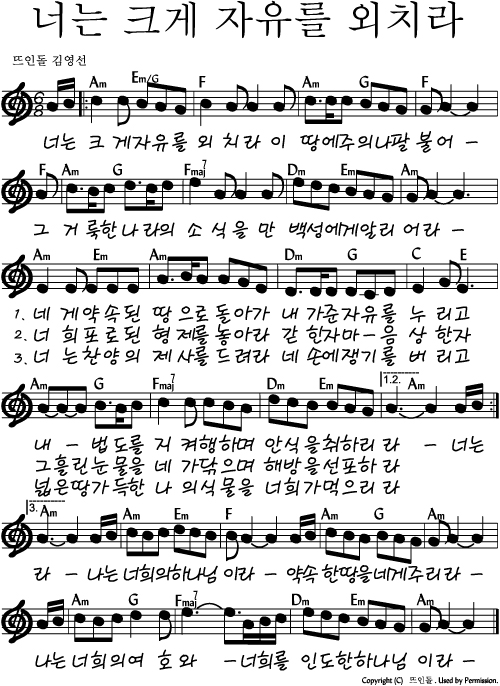 너는 크게 자유를 외치라
뜨인돌 김영선
Am Em/G F Am G F
너는 크 게자유를 외 치라 이 땅에주의나팔 불어 -
F Am G Fmaj7 Dm Em Am
그 거 룩한나라의 소 식을 만 백성에게알리 어라 -
Am Em Am Dm G C E
1. 네 게약속된 땅 으로돌아가 내 가준자유를 누 리고
2. 너 희포로된 형 제를놓아라 갇 힌자마-음 상 한자
3. 너 는찬양의 제 사를드려라 네 손에쟁기를 버 리고
Am G Fmaj7 Dm Em 1.2. Am
내 - 법도를 지 켜행하며 안식을취하리 라 - 너는
그흘린눈물을 네 가닦으며 해방을선포하 라
넓은땅가득한 나 의식물을 너희가먹으리 라
3. Am Am Em F Am G Am
라 - 나는너희의하나님 이라 - 약속한땅을네게주리라 -
Am G Fmaj7 Dm Em Am
나는너희의여 호와 - 너희를 인도한하나님 이라 -
Copyright (C) 뜨인돌. Used by Permission.